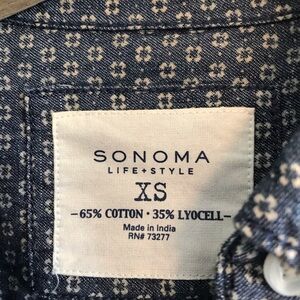 SONOMA
LIFE+STYLE
XS
-65% COTTON · 35% LYOCELL-
Made in India
RN# 73277